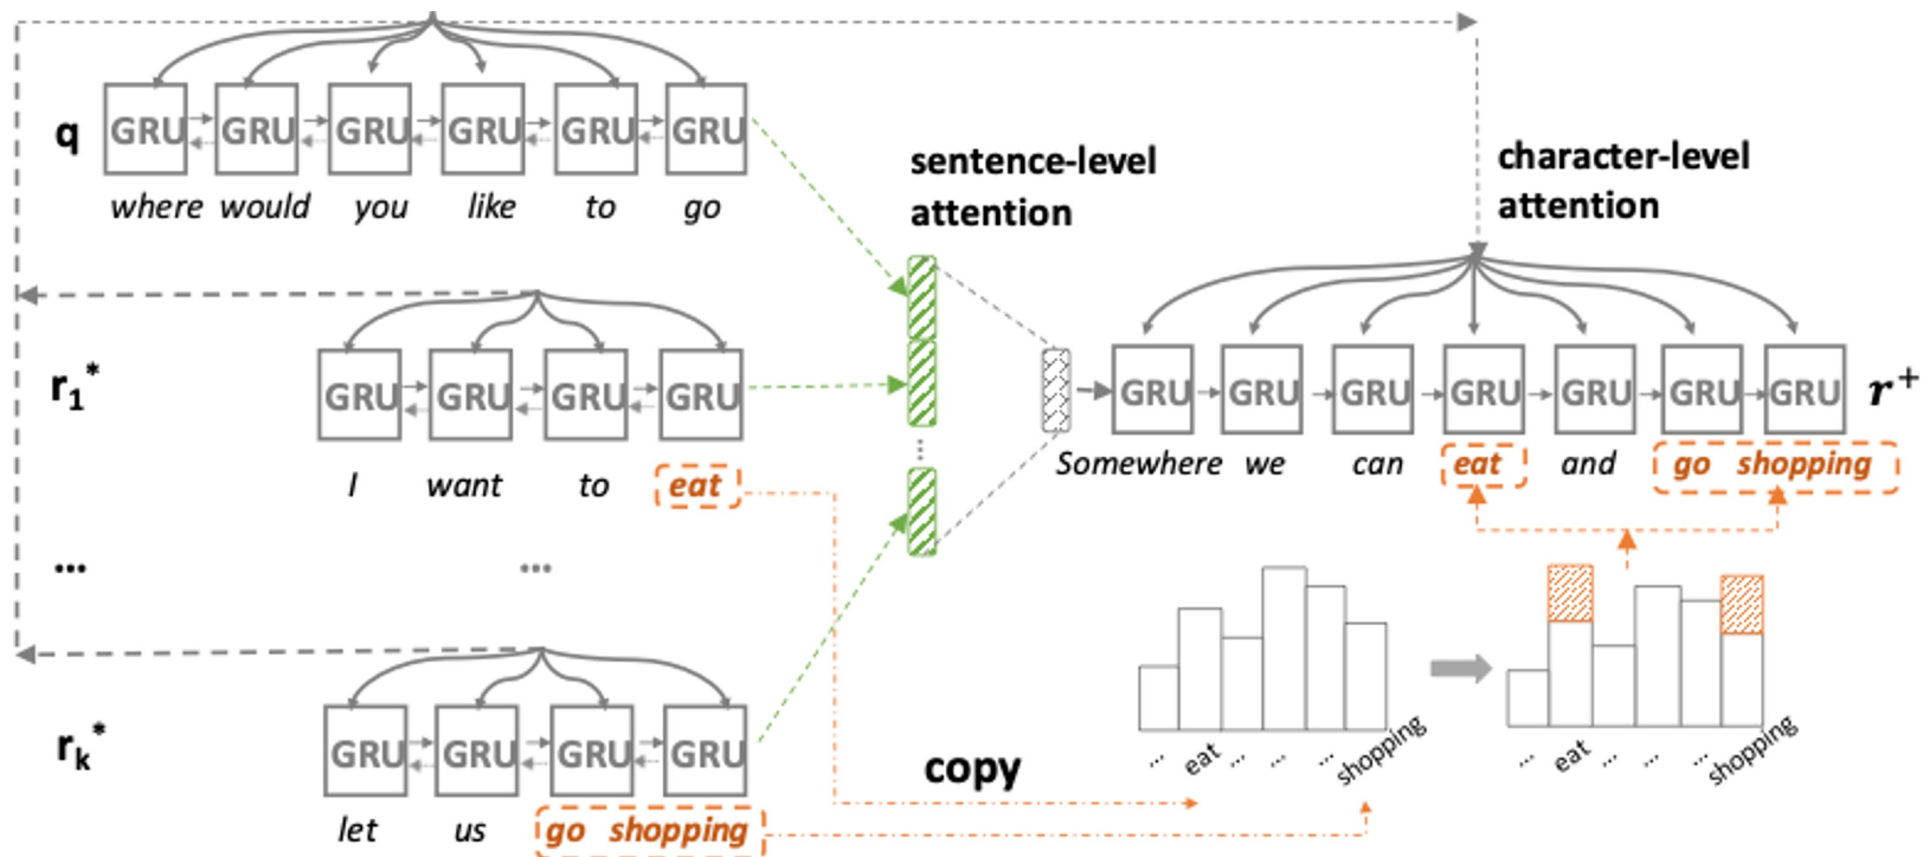 q GRU GRU GRU GRU GRU GRU
where would you like to go
sentence-level
attention
character-level
attention
r1* GRU GRU GRU GRU
I want to eat
GRU GRU GRU GRU GRU GRU GRU r+
Somewhere we can eat and go shopping
... ...
rk* GRU GRU GRU GRU
let us go shopping
copy
... eat ... ... ... shopping
... eat ... ... ... shopping